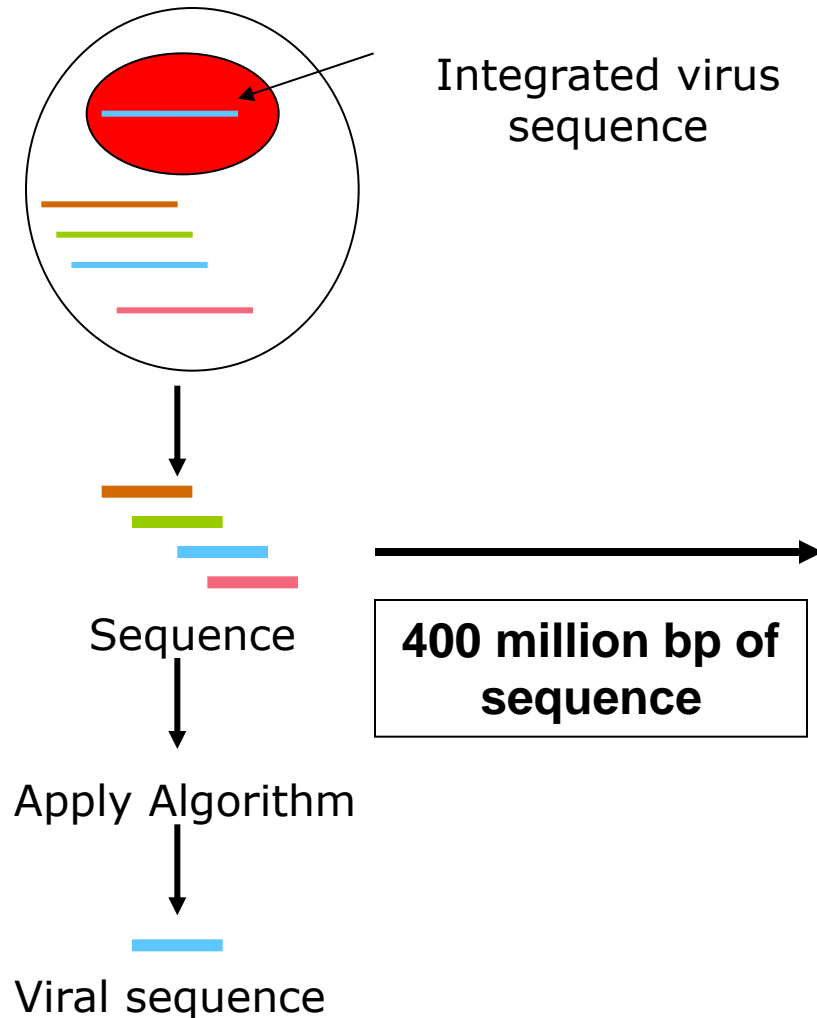 Integrated virus
sequence
Sequence
400 million bp of
sequence
Apply Algorithm
Viral sequence